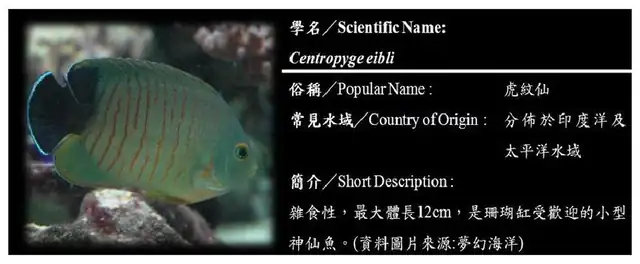 學名／Scientific Name:
Centropyge eibli
俗稱／Popular Name : 虎紋仙
常見水域／Country of Origin : 分佈於印度洋及
太平洋水域
簡介／Short Description :
雜食性，最大體長12cm，是珊瑚缸受歡迎的小型
神仙魚。(資料圖片來源:夢幻海洋)